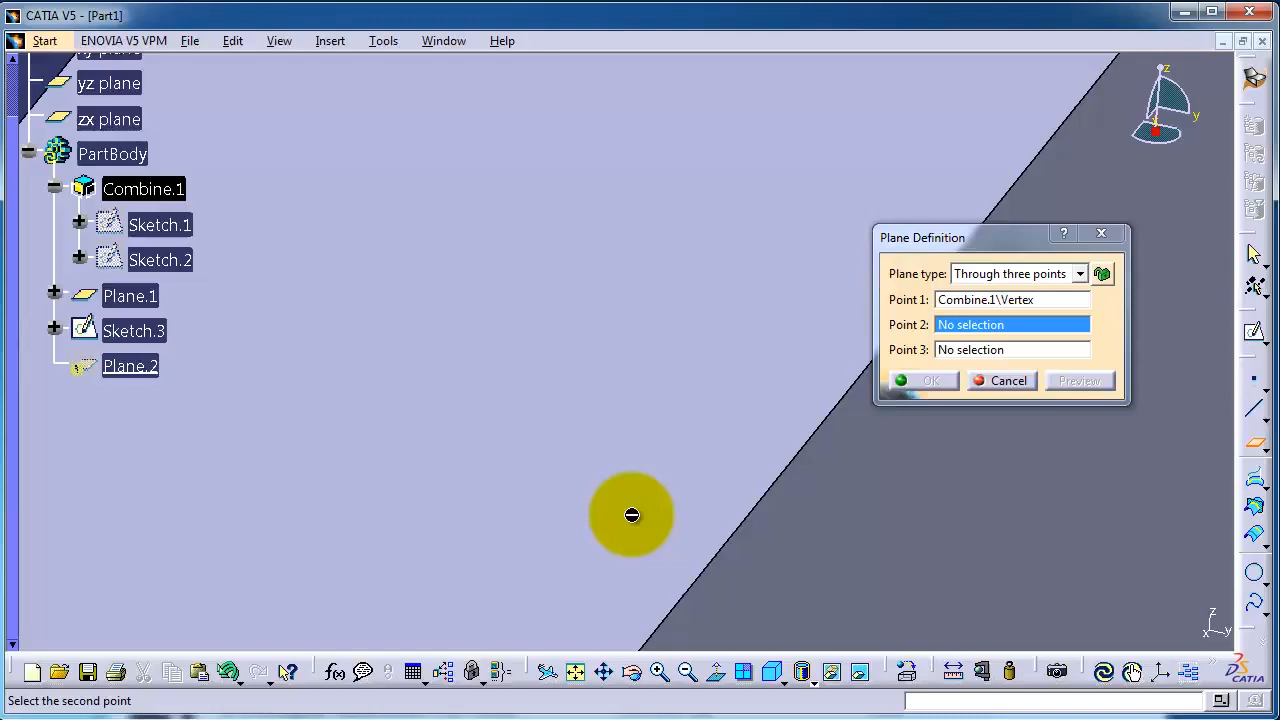 CATIA V5 - [Part1]
Start ENOVIA V5 VPM File Edit View Insert Tools Window Help
xy plane
yz plane
zx plane
PartBody
Combine.1
Sketch.1
Sketch.2
Plane.1
Sketch.3
Plane.2
z
y
x
Plane Definition
Plane type: Through three points
Point 1: Combine.1\Vertex
Point 2: No selection
Point 3: No selection
OK Cancel Preview
z
x y
f(x)
CATIA
Select the second point